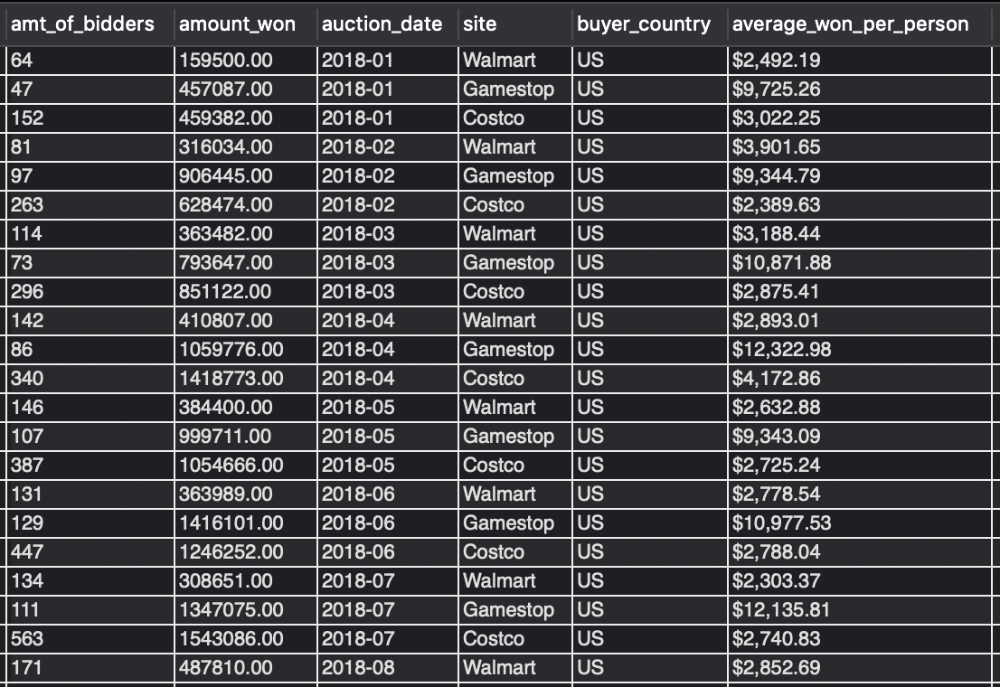 amt_of_bidders amount_won auction_date site buyer_country average_won_per_person
64 159500.00 2018-01 Walmart US $2,492.19
47 457087.00 2018-01 Gamestop US $9,725.26
152 459382.00 2018-01 Costco US $3,022.25
81 316034.00 2018-02 Walmart US $3,901.65
97 906445.00 2018-02 Gamestop US $9,344.79
263 628474.00 2018-02 Costco US $2,389.63
114 363482.00 2018-03 Walmart US $3,188.44
73 793647.00 2018-03 Gamestop US $10,871.88
296 851122.00 2018-03 Costco US $2,875.41
142 410807.00 2018-04 Walmart US $2,893.01
86 1059776.00 2018-04 Gamestop US $12,322.98
340 1418773.00 2018-04 Costco US $4,172.86
146 384400.00 2018-05 Walmart US $2,632.88
107 999711.00 2018-05 Gamestop US $9,343.09
387 1054666.00 2018-05 Costco US $2,725.24
131 363989.00 2018-06 Walmart US $2,778.54
129 1416101.00 2018-06 Gamestop US $10,977.53
447 1246252.00 2018-06 Costco US $2,788.04
134 308651.00 2018-07 Walmart US $2,303.37
111 1347075.00 2018-07 Gamestop US $12,135.81
563 1543086.00 2018-07 Costco US $2,740.83
171 487810.00 2018-08 Walmart US $2,852.69